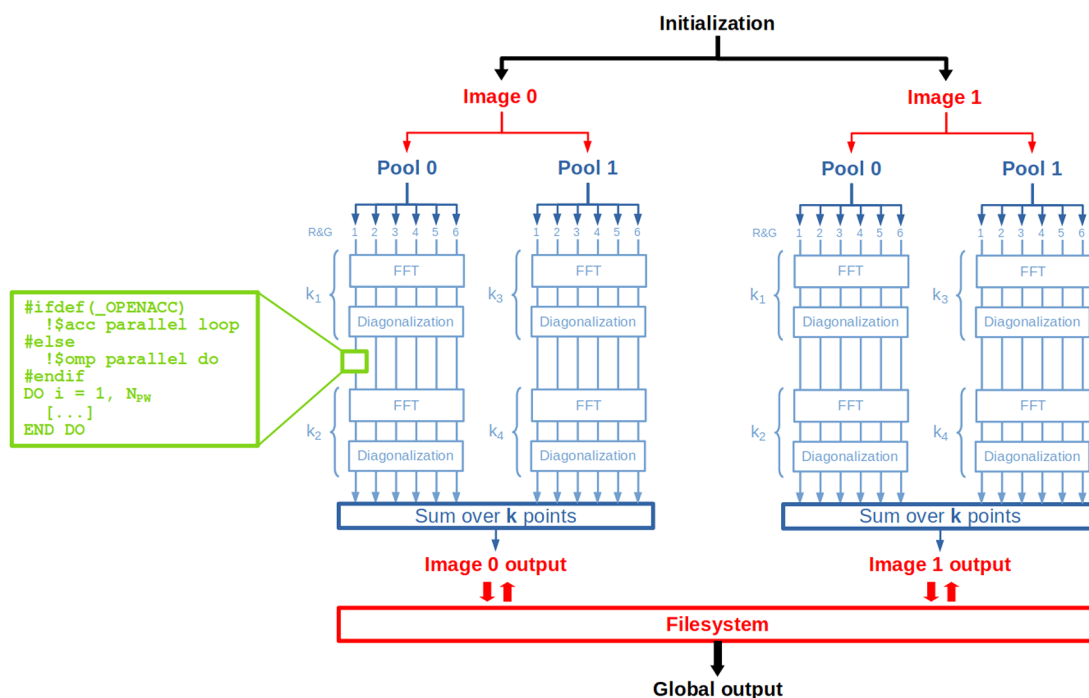 Initialization
Image 0
Image 1
Pool 0
Pool 1
Pool 0
Pool 1
R&G 1 2 3 4 5 6
1 2 3 4 5 6
R&G 1 2 3 4 5 6
1 2 3 4 5 6
k1
FFT
k3
FFT
k1
FFT
k3
FFT
Diagonalization
Diagonalization
Diagonalization
Diagonalization
#ifdef(_OPENACC)
!$acc parallel loop
#else
!$omp parallel do
#endif
DO i = 1, NPW
[...]
END DO
k2
FFT
k4
FFT
k2
FFT
k4
FFT
Diagonalization
Diagonalization
Diagonalization
Diagonalization
Sum over k points
Sum over k points
Image 0 output
Image 1 output
Filesystem
Global output